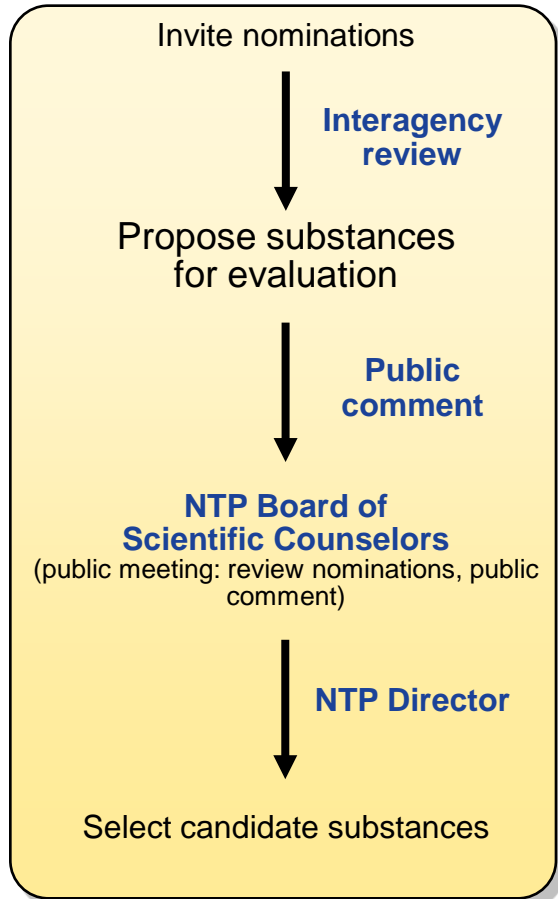 Invite nominations
Interagency
review
Propose substances
for evaluation
Public
comment
NTP Board of
Scientific Counselors
(public meeting: review nominations, public
comment)
NTP Director
Select candidate substances